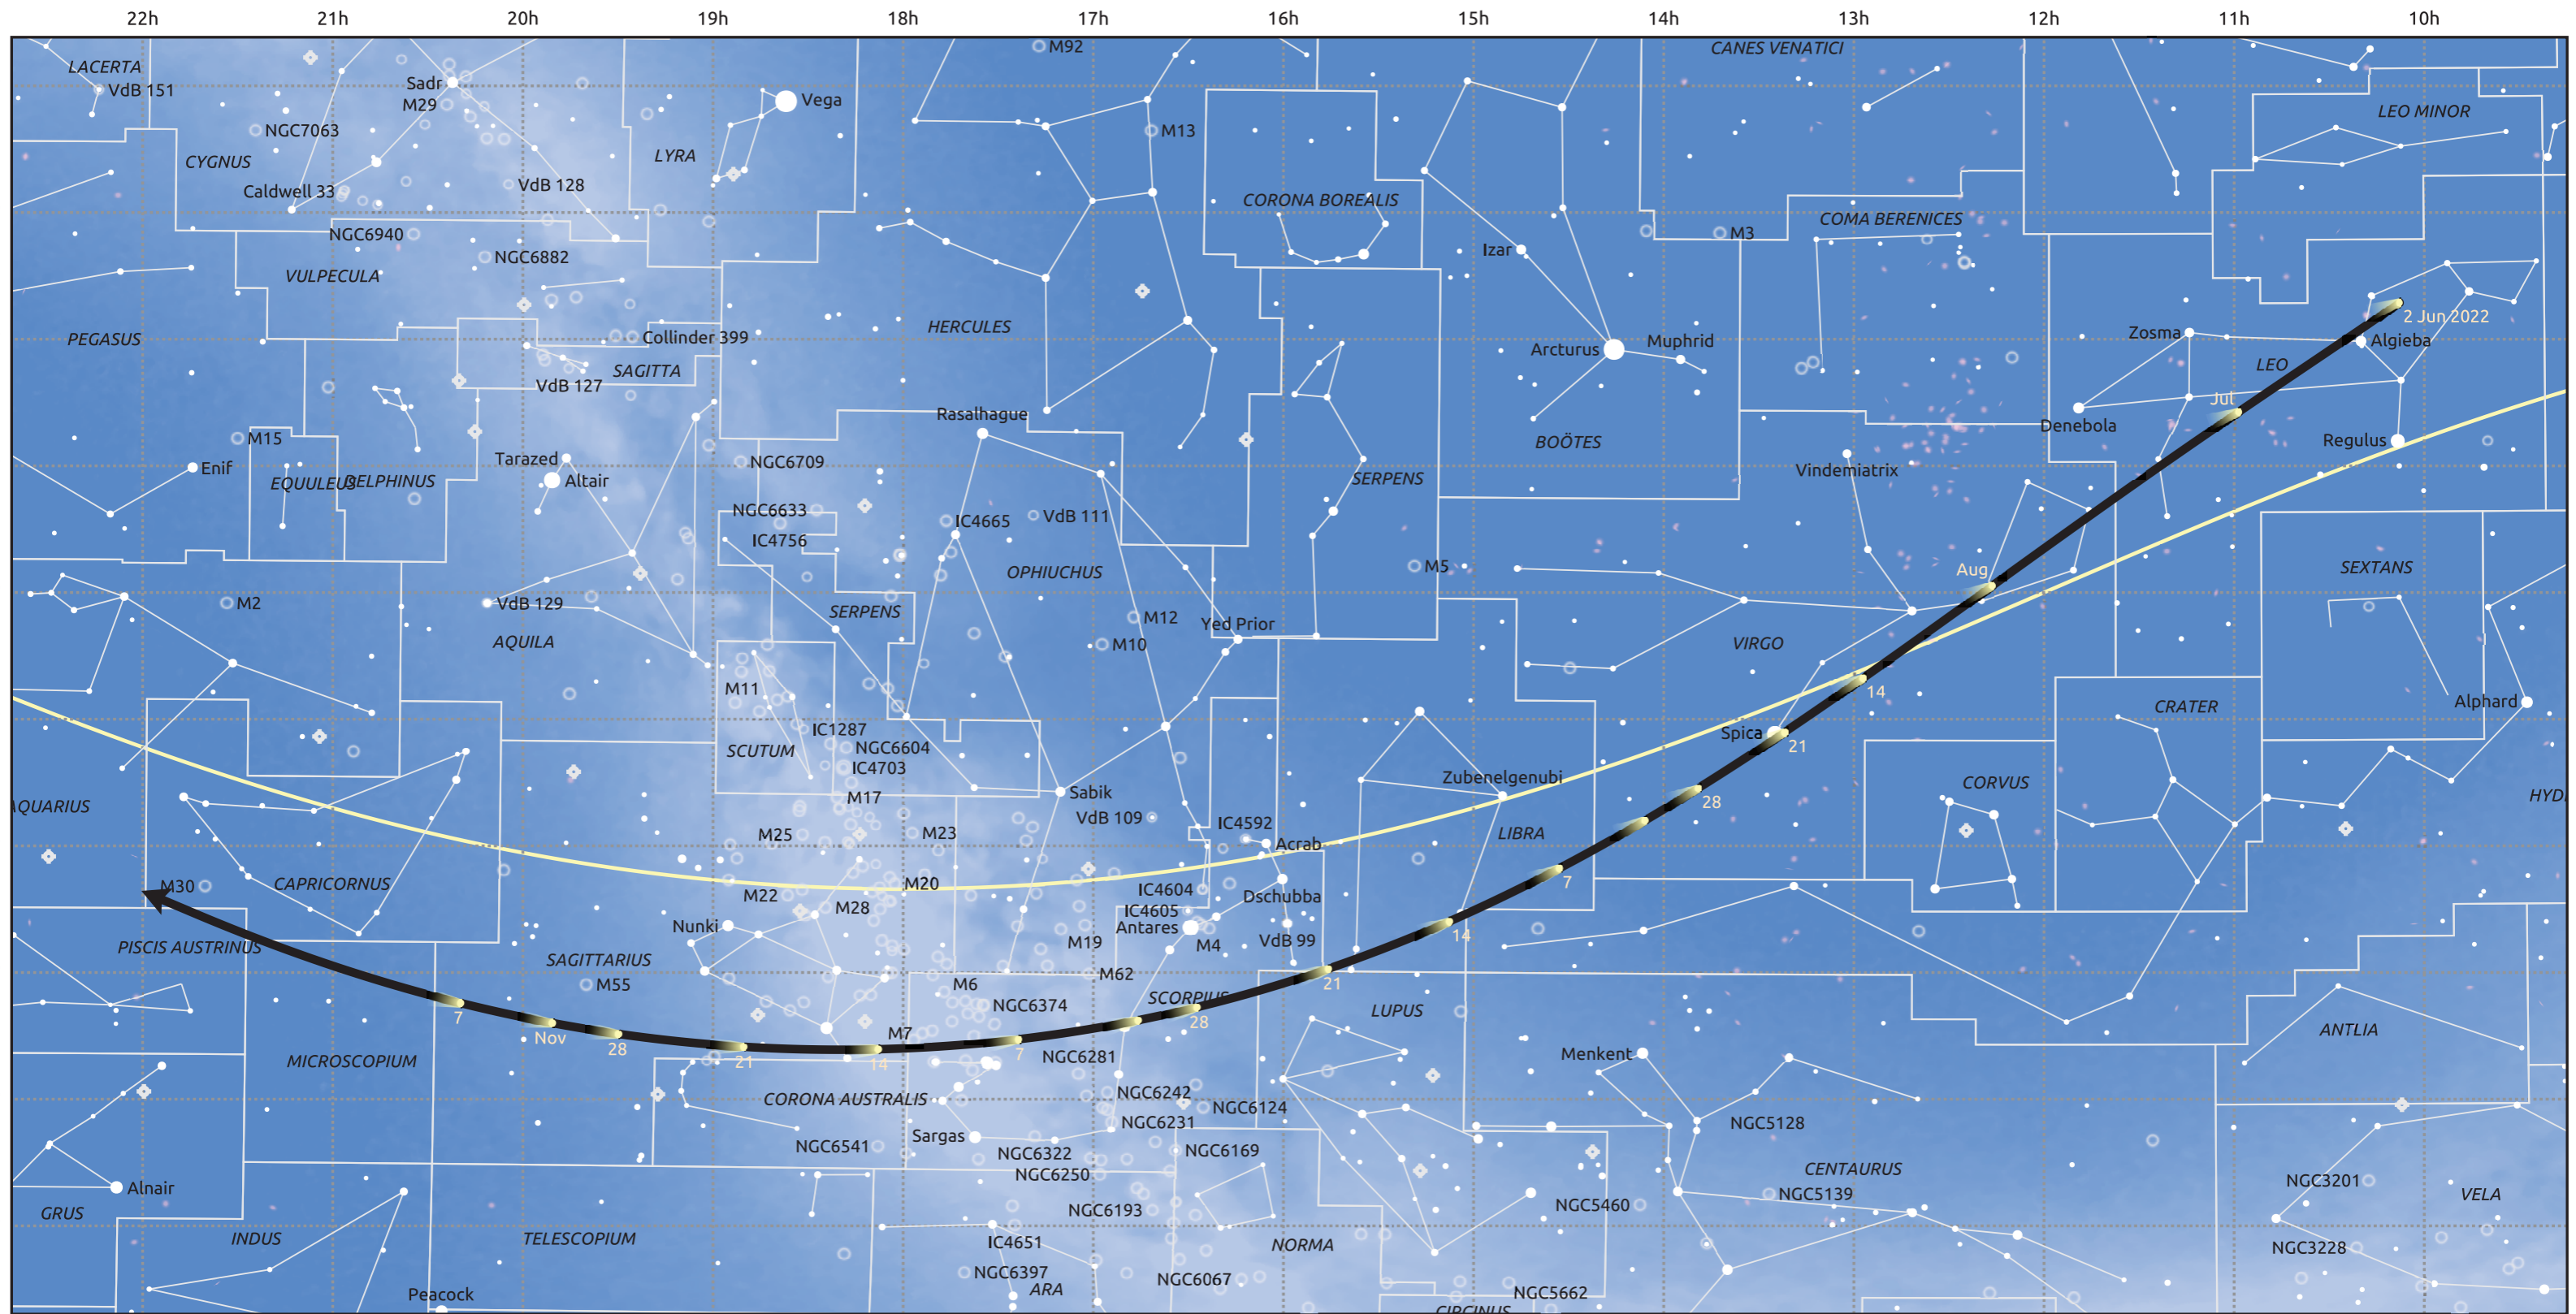 22h 21h 20h 19h 18h 17h 16h 15h 14h 13h 12h 11h 10h
LACERTA
VdB 151
Sadr
M29
NGC7063
CYGNUS
Caldwell 33
VdB 128
NGC6940
NGC6882
VULPECULA
LYRA
Vega
M92
M13
CORONA BOREALIS
CANES VENATICI
COMA BERENICES
M3
Izar
LEO MINOR
PEGASUS
Collinder 399
SAGITTA
VdB 127
HERCULES
Arcturus
Muphrid
Zosma
2 Jun 2022
Algieba
LEO
Jul
Rasalhague
BOÖTES
Denebola
Regulus
M15
Enif
EQUULEUS
DELPHINUS
Tarazed
Altair
NGC6709
NGC6633
IC4756
IC4665
VdB 111
SERPENS
Vindemiatrix
M2
VdB 129
AQUILA
SERPENS
OPHIUCHUS
M12
M10
Yed Prior
M5
Aug
VIRGO
SEXTANS
M11
IC1287
SCUTUM
NGC6604
IC4703
M17
14
Spica
21
CRATER
Alphard
AQUARIUS
Sabik
VdB 109
Zubenelgenubi
28
CORVUS
HYD
M25
M23
IC4592
Acrab
LIBRA
M30
CAPRICORNUS
M22
M20
M28
IC4604
Dschubba
7
IC4605
Antares
M4
VdB 99
Nunki
M19
14
PISCIS AUSTRINUS
SAGITTARIUS
M55
M62
M6
NGC6374
SCORPIUS
21
LUPUS
7
Nov
28
21
14
M7
7
28
ANTLIA
MICROSCOPIUM
NGC6281
Menkent
CORONA AUSTRALIS
NGC6242
NGC6124
NGC6231
NGC5128
Sargas
NGC6541
NGC6322
NGC6169
NGC6250
CENTAURUS
Alnair
GRUS
NGC6193
NGC5460
NGC5139
NGC3201
VELA
INDUS
TELESCOPIUM
IC4651
NORMA
NGC3228
NGC6397
ARA
NGC6067
Peacock
NGC5662
CIRCINUS